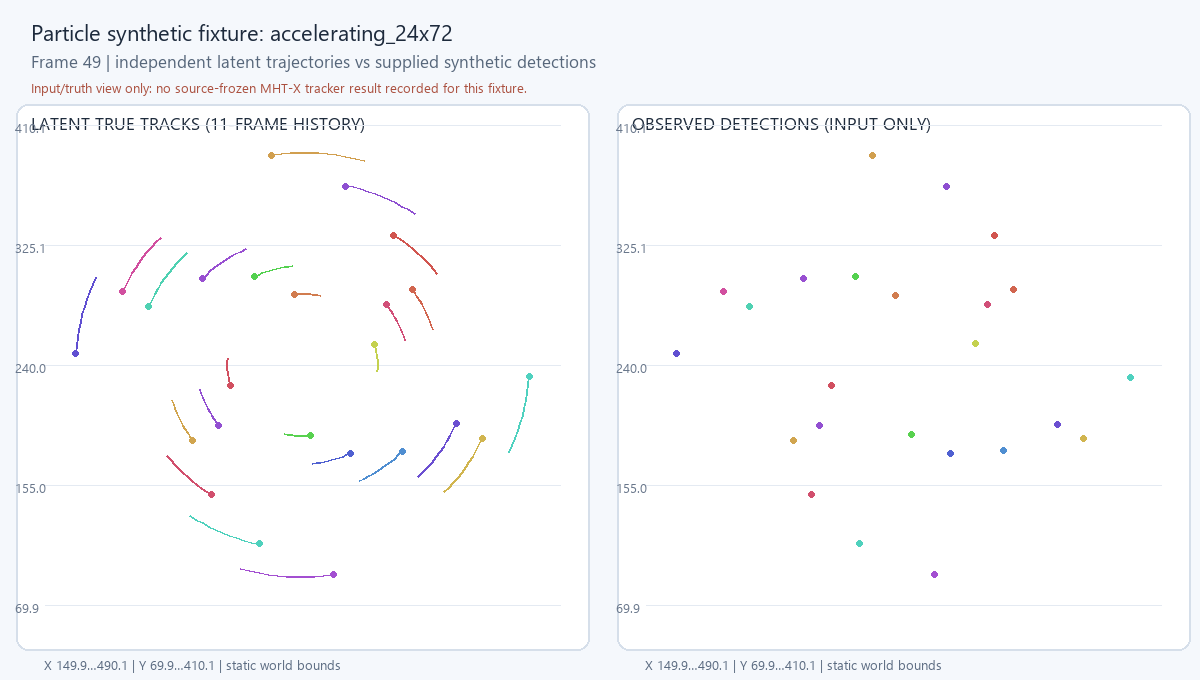 Particle synthetic fixture: accelerating_24x72
Frame 49 | independent latent trajectories vs supplied synthetic detections
Input/truth view only: no source-frozen MHT-X tracker result recorded for this fixture.
LATENT TRUE TRACKS (11-FRAME HISTORY)
410.1
325.1
240.0
155.0
69.9
X 149.9...490.1 | Y 69.9...410.1 | static world bounds
OBSERVED DETECTIONS (INPUT ONLY)
410.1
325.1
240.0
155.0
69.9
X 149.9...490.1 | Y 69.9...410.1 | static world bounds